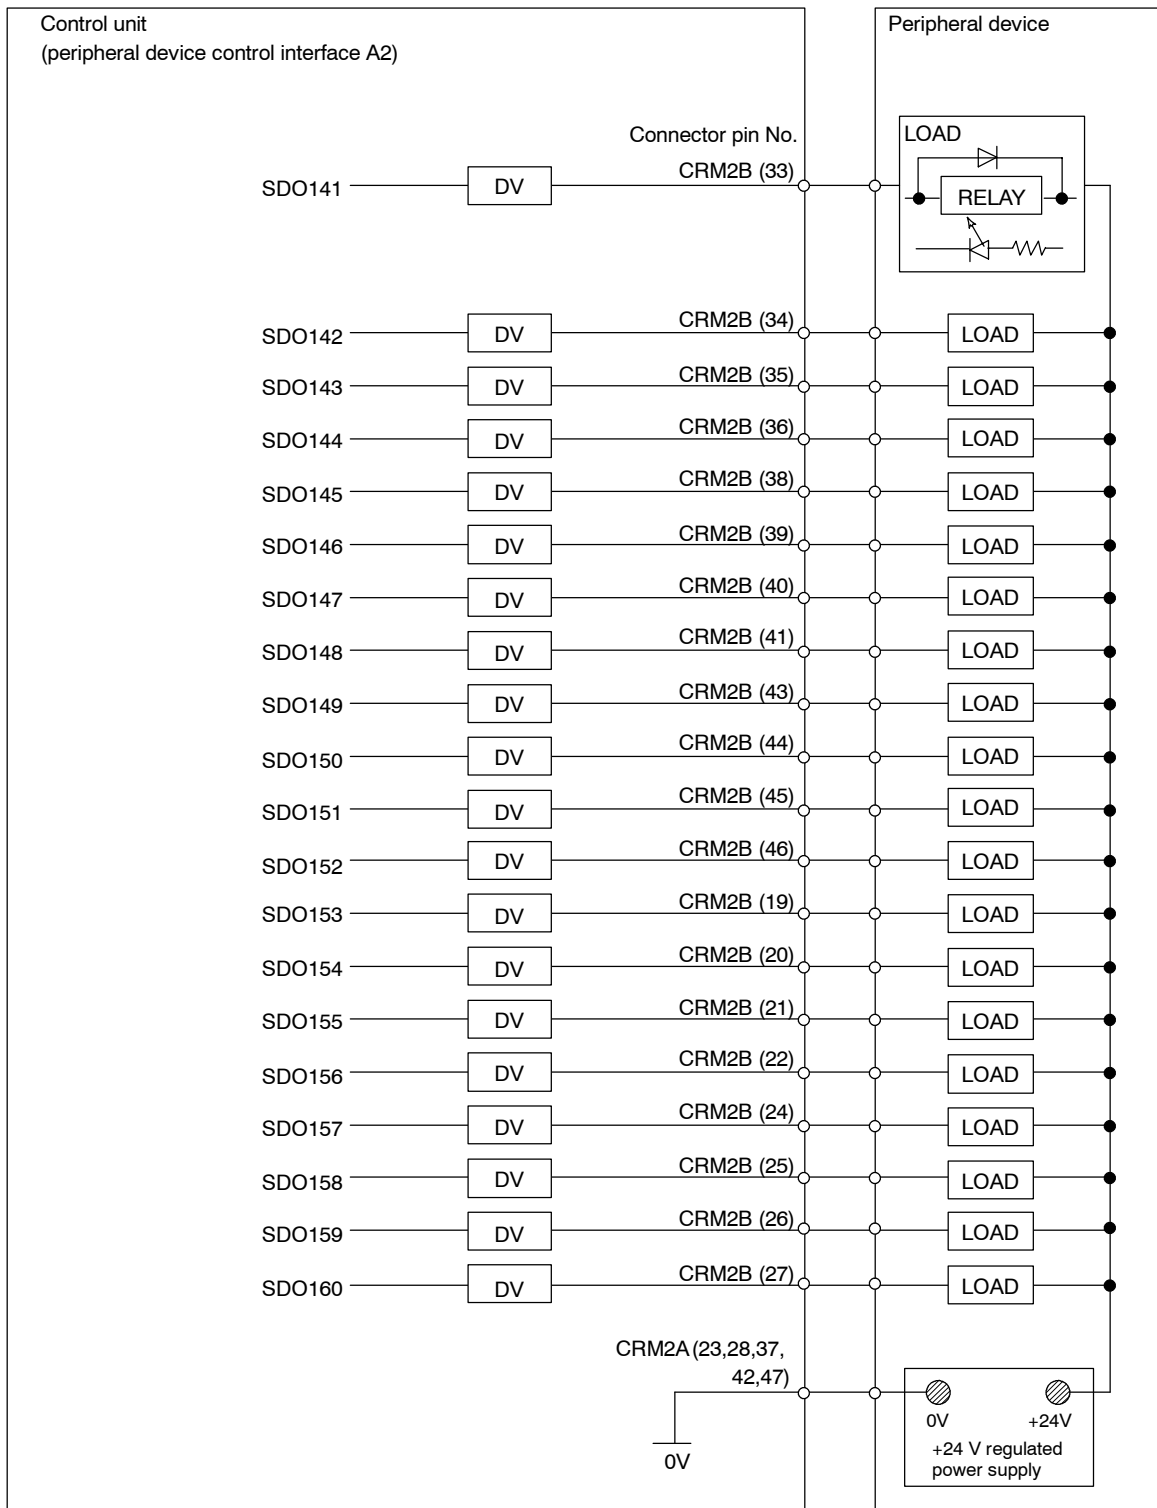 Control unit
(peripheral device control interface A2)
Peripheral device
Connector pin No.
LOAD
RELAY
SDO141 DV CRM2B (33)
SDO142 DV CRM2B (34) LOAD
SDO143 DV CRM2B (35) LOAD
SDO144 DV CRM2B (36) LOAD
SDO145 DV CRM2B (38) LOAD
SDO146 DV CRM2B (39) LOAD
SDO147 DV CRM2B (40) LOAD
SDO148 DV CRM2B (41) LOAD
SDO149 DV CRM2B (43) LOAD
SDO150 DV CRM2B (44) LOAD
SDO151 DV CRM2B (45) LOAD
SDO152 DV CRM2B (46) LOAD
SDO153 DV CRM2B (19) LOAD
SDO154 DV CRM2B (20) LOAD
SDO155 DV CRM2B (21) LOAD
SDO156 DV CRM2B (22) LOAD
SDO157 DV CRM2B (24) LOAD
SDO158 DV CRM2B (25) LOAD
SDO159 DV CRM2B (26) LOAD
SDO160 DV CRM2B (27) LOAD
CRM2A (23,28,37,
42,47)
0V
0V +24V
+24 V regulated
power supply